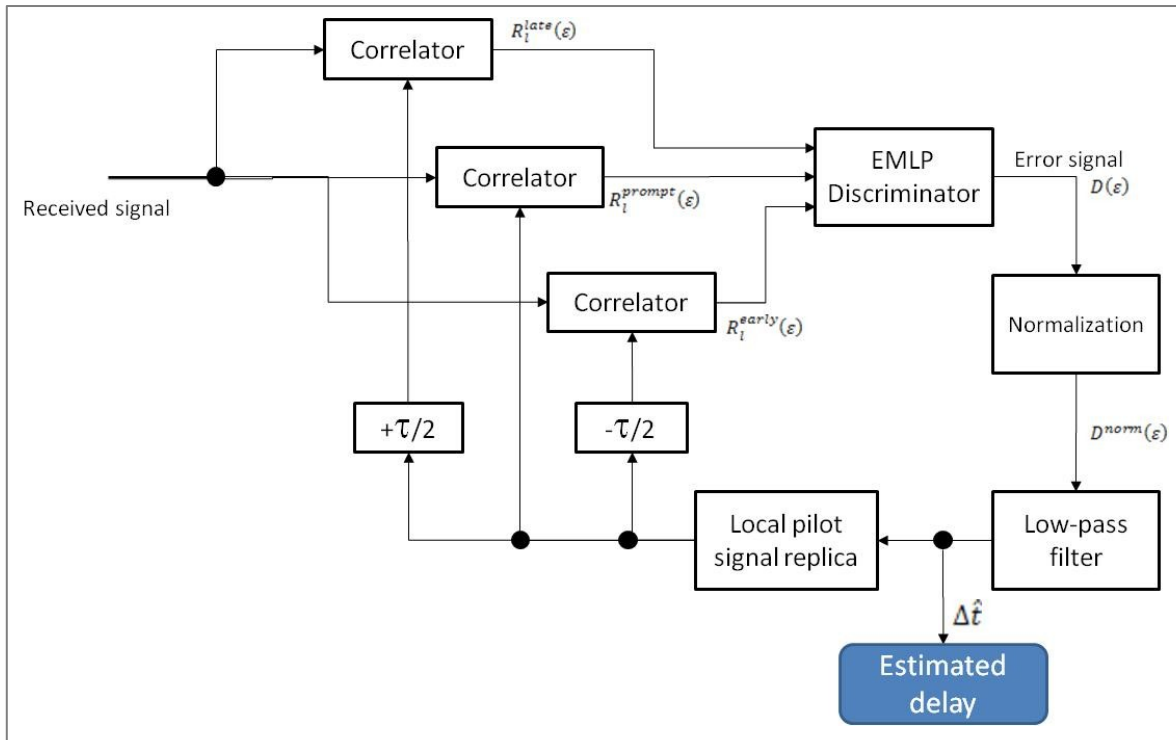 Correlator
R_l^{late}(ε)
Correlator
R_l^{prompt}(ε)
Received signal
EMLP
Discriminator
Error signal
D(ε)
Correlator
R_l^{early}(ε)
Normalization
+τ/2
-τ/2
D^{norm}(ε)
Local pilot
signal replica
Low-pass
filter
Δt̂
Estimated
delay